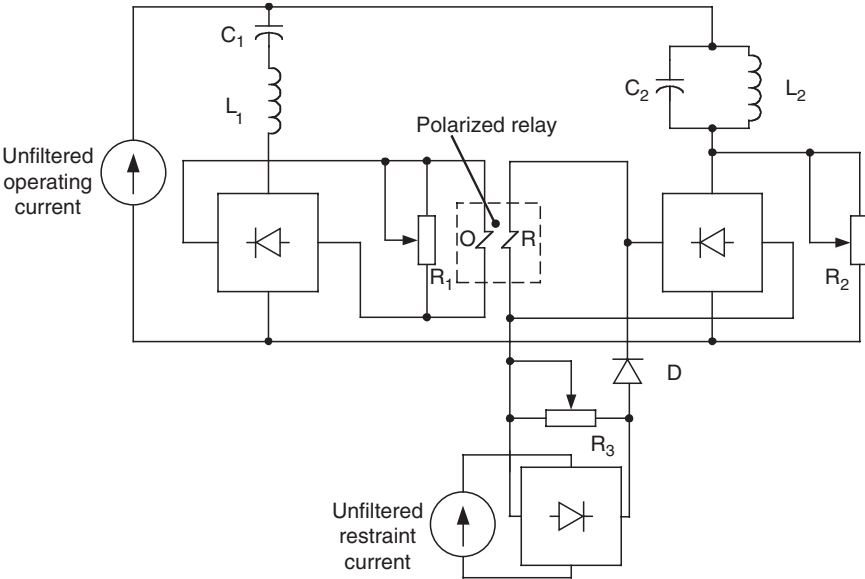 C₁
L₁
C₂
L₂
Polarized relay
Unfiltered
operating
current
O
R
R₁
R₂
D
R₃
Unfiltered
restraint
current